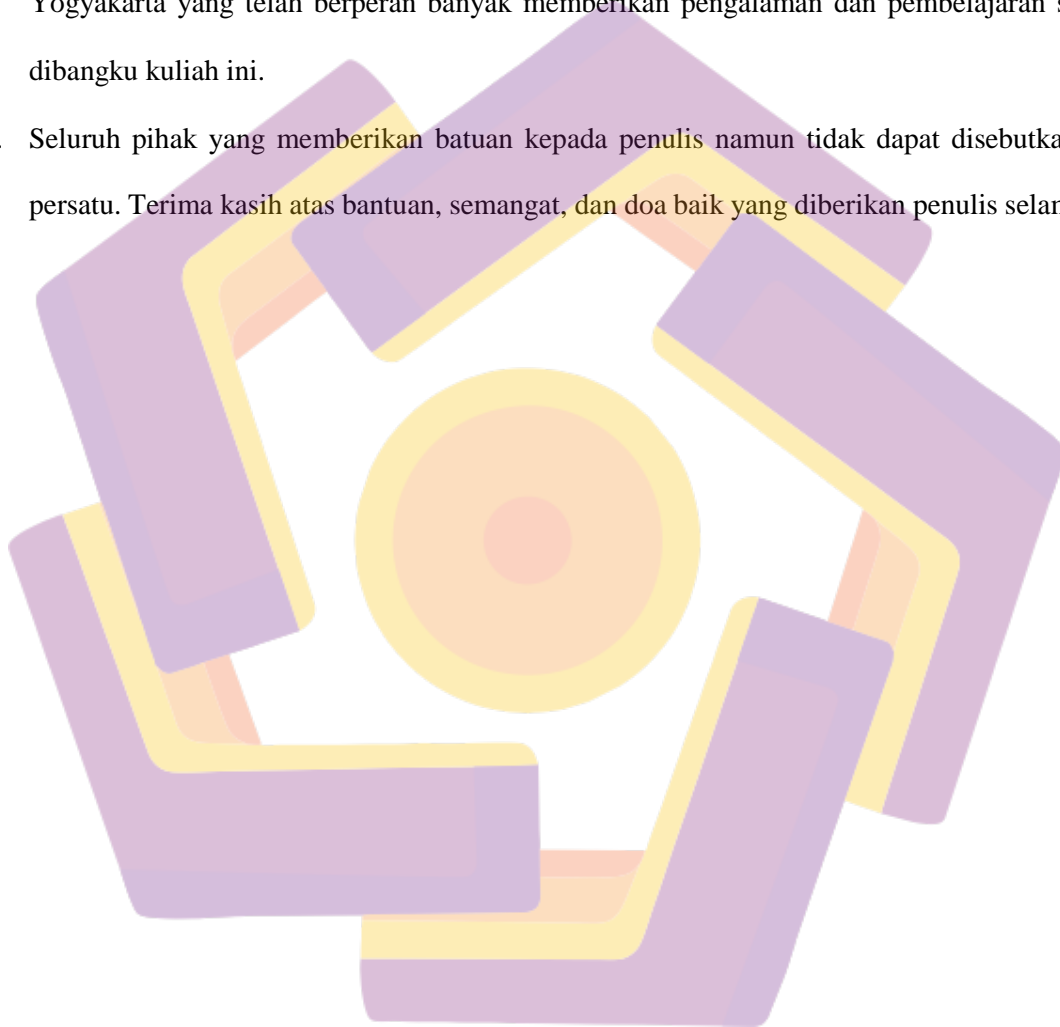 Yogyakarta yang telah berperan banyak memberikan pengalaman dan pembelajaran
dibangku kuliah ini.
Seluruh pihak yang memberikan batuan kepada penulis namun tidak dapat
persatu. Terima kasih atas bantuan, semangat, dan doa baik yang diberikan penulis